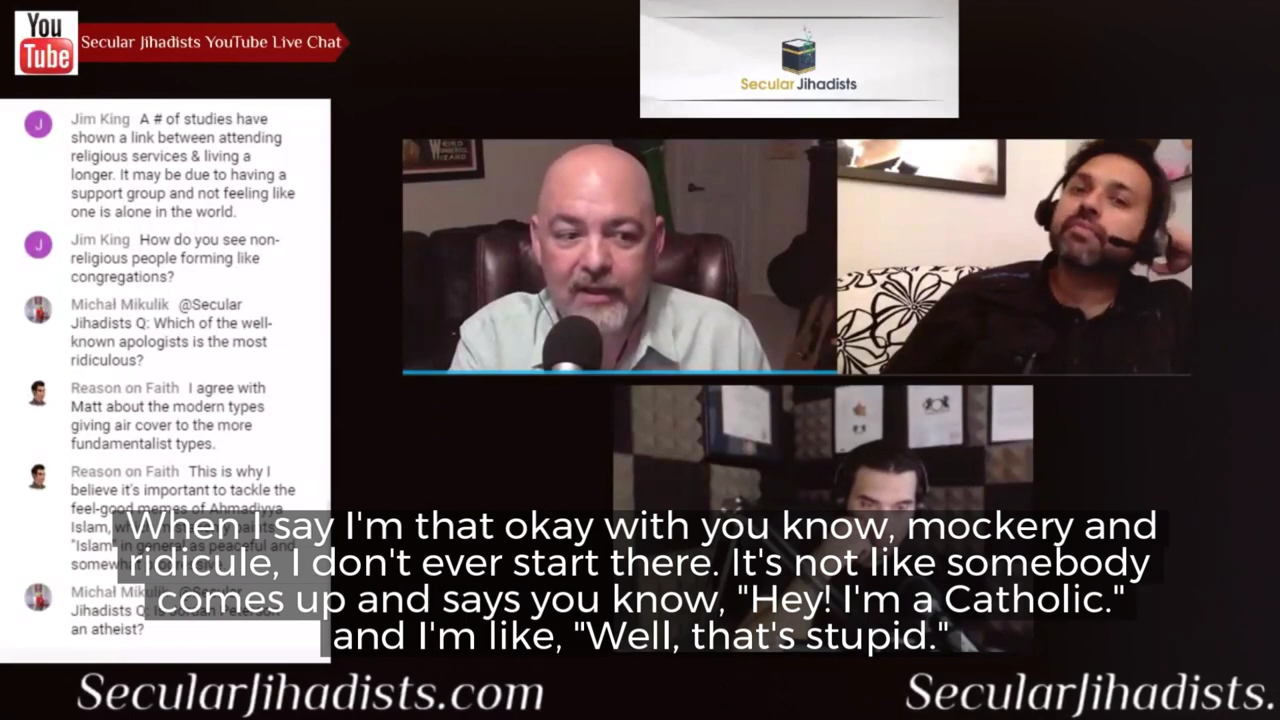 You
Tube
Secular Jihadists YouTube Live Chat
Secular Jihadists
WEIRD
WIZARD
J
Jim King A # of studies have
shown a link between attending
religious services & living a
longer. It may be due to having a
support group and not feeling like
one is alone in the world.
J
Jim King How do you see non-
religious people forming like
congregations?
Michał Mikulík @Secular
Jihadists Q: Which of the well-
known apologists is the most
ridiculous?
Reason on Faith I agree with
Matt about the modern types
giving air cover to the more
fundamentalist types.
Reason on Faith This is why I
believe it's important to tackle the
feel-good memes of Ahmadiyya
Islam,
"Islam" in general as peaceful and
somewhat
Jihadists Q:
an atheist?
When I say I'm that okay with you know, mockery and
ridicule, I don't ever start there. It's not like somebody
comes up and says you know, "Hey! I'm a Catholic."
and I'm like, "Well, that's stupid."
SecularJihadists.com
SecularJihadists.